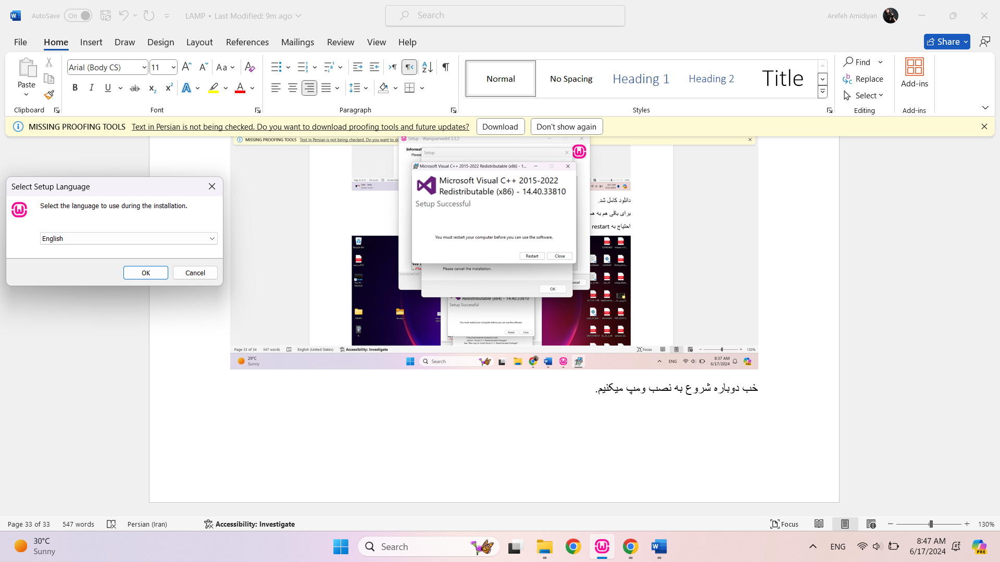 AutoSave On LAMP • Last Modified: 9m ago Search Arefeh Amidiyan
File Home Insert Draw Design Layout References Mailings Review View Help Share
Paste
Clipboard
Arial (Body CS) 11
Font
Paragraph
Normal No Spacing Heading 1 Heading 2 Title
Styles
Find
Replace
Select
Editing
Add-ins
Add-ins
MISSING PROOFING TOOLS Text in Persian is not being checked. Do you want to download proofing tools and future updates? Download Don't show again
MISSING PROOFING TOOLS Text in Persian is not being checked. Do you want to
Setup - Wampserver64 3.3.2
Setup
Microsoft Visual C++ 2015-2022 Redistributable (x86) - 1...
Microsoft Visual C++ 2015-2022
Redistributable (x86) - 14.40.33810
Setup Successful
You must restart your computer before you can use the software.
Restart Close
Please cancel the installation.
OK
دانلود کامل شد.
برای باقی هم به
احتیاج به restart
Redistributable (x64) - 14.40.33810
Setup Successful
You must restart your computer before you can use the software.
Restart Close
Page 33 of 34 547 words English (United States) Accessibility: Investigate Focus 130%
29°C
Sunny
Search
ENG
8:37 AM
6/17/2024
خب دوباره شروع به نصب ومپ میکنیم.
Select Setup Language
Select the language to use during the installation.
English
OK Cancel
Page 33 of 33 547 words Persian (Iran) Accessibility: Investigate Focus 130%
30°C
Sunny
Search
ENG
8:47 AM
6/17/2024